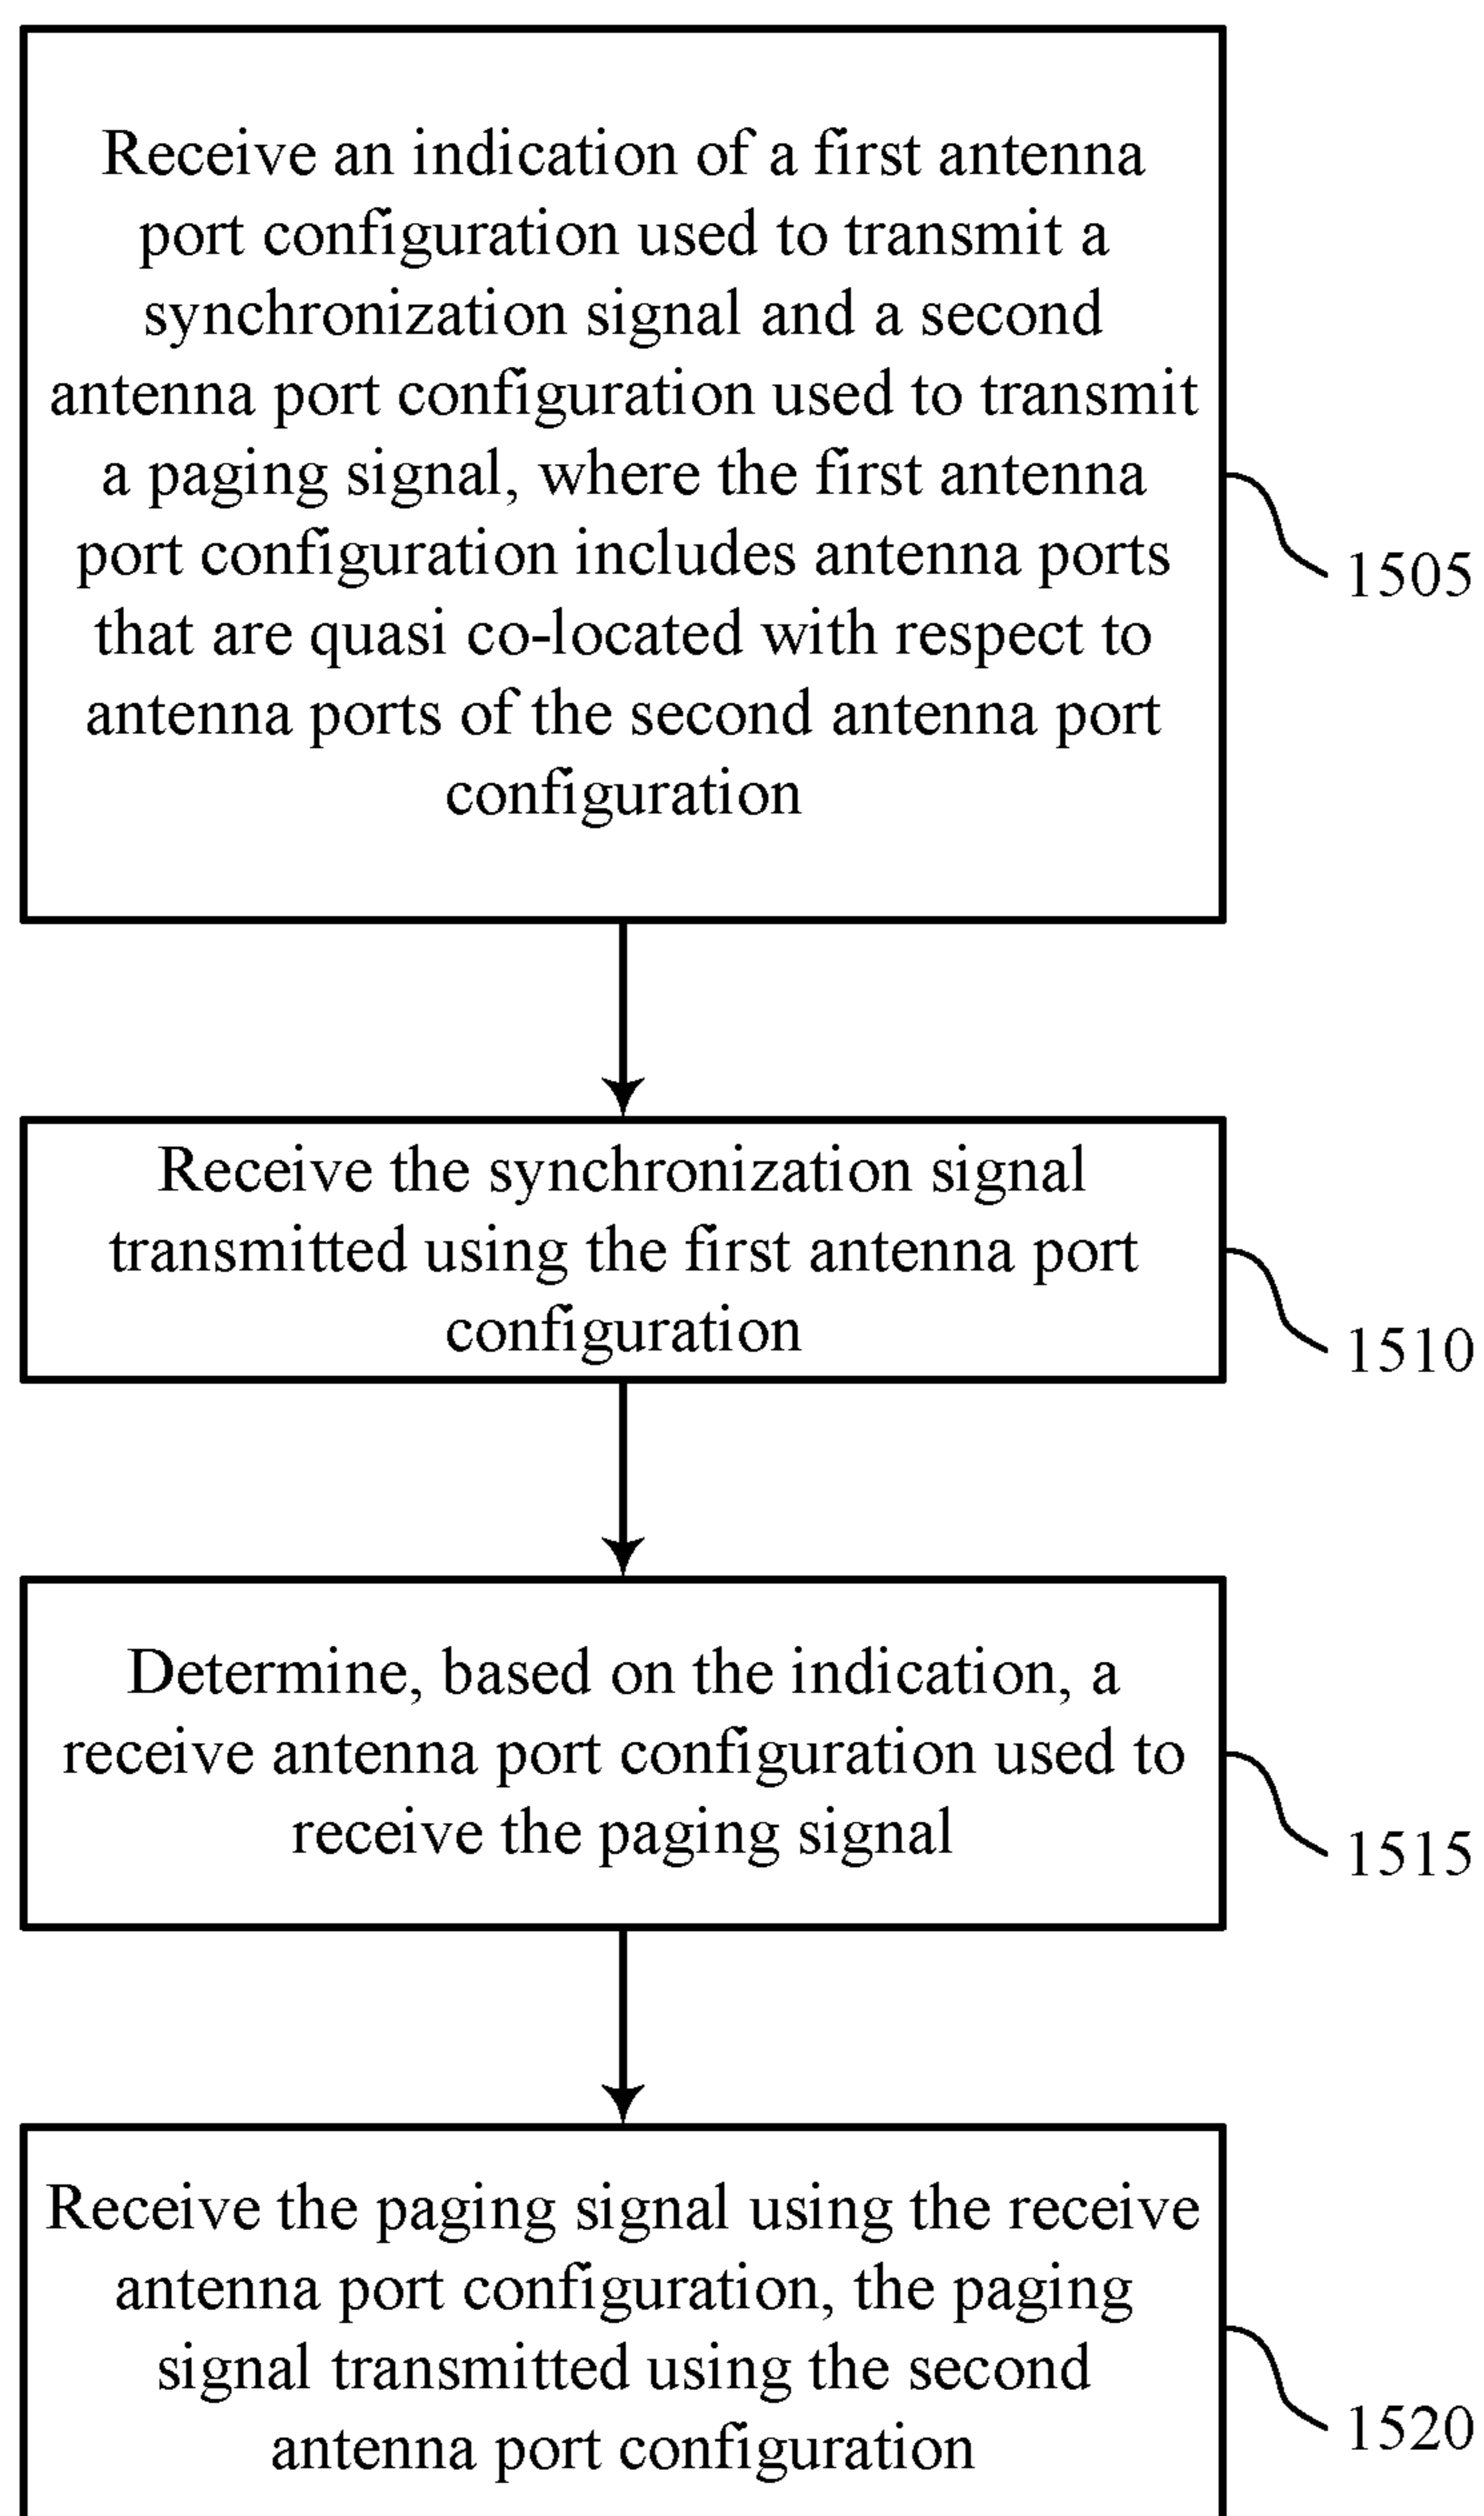 Receive an indication of a first antenna
port configuration used to transmit a
synchronization signal and a second
antenna port configuration used to transmit
a paging signal, where the first antenna
port configuration includes antenna ports
that are quasi co-located with respect to
antenna ports of the second antenna port
configuration
1505
Receive the synchronization signal
transmitted using the first antenna port
configuration
1510
Determine, based on the indication, a
receive antenna port configuration used to
receive the paging signal
1515
Receive the paging signal using the receive
antenna port configuration, the paging
signal transmitted using the second
antenna port configuration
1520